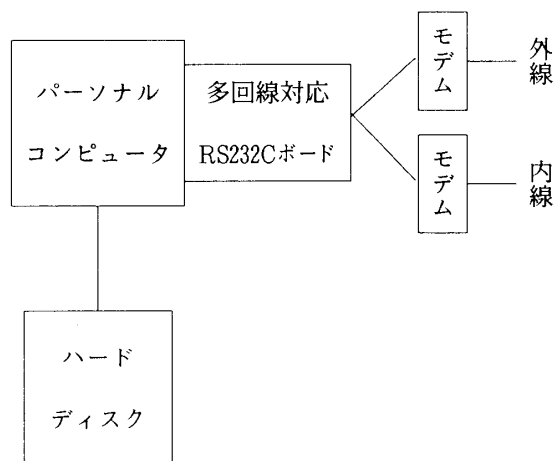 パーソナル
コンピュータ
多回線対応
RS232Cボード
モデム
外線
モデム
内線
ハード
ディスク